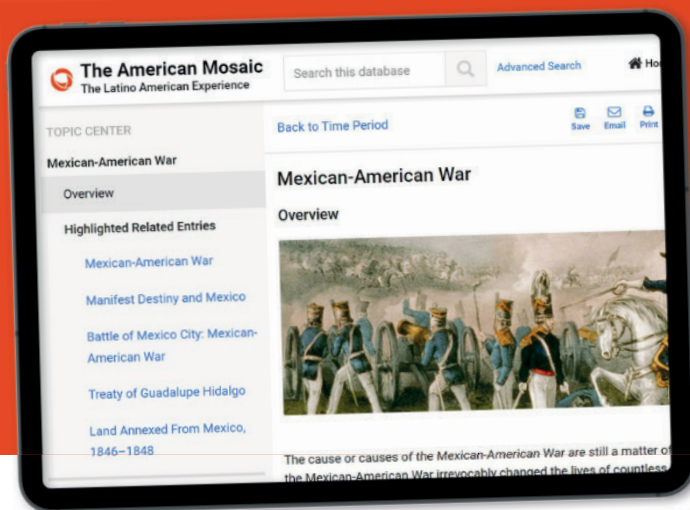 The American Mosaic
The Latino American Experience
Search this database
Advanced Search
TOPIC CENTER
Mexican-American War
Overview
Highlighted Related Entries
Mexican-American War
Manifest Destiny and Mexico
Battle of Mexico City: Mexican-
American War
Treaty of Guadalupe Hidalgo
Land Annexed From Mexico,
1846–1848
Back to Time Period
Save
Email
Print
Mexican-American War
Overview
The cause or causes of the Mexican-American War are still a matter of
the Mexican-American War irrevocably changed the lives of countless